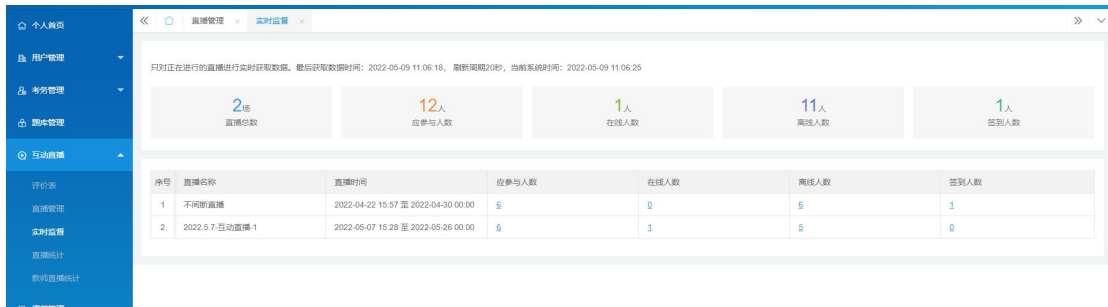 个人首页
用户管理
考务管理
题库管理
互动直播
评价表
直播管理
实时监督
直播统计
教师直播统计
直播管理 × 实时监督 ×
只对正在进行的直播进行实时获取数据。最后获取数据时间：2022-05-09 11:06:18， 刷新周期20秒，当前系统时间：2022-05-09 11:06:25
2场 12人 1人 11人 1人
直播总数 应参与人数 在线人数 离线人数 签到人数
序号 直播名称 直播时间 应参与人数 在线人数 离线人数 签到人数
1 不间断直播 2022-04-22 15:57 至 2022-04-30 00:00 6 0 6 1
2 2022.5.7-互动直播-1 2022-05-07 15:28 至 2022-05-26 00:00 6 1 5 0